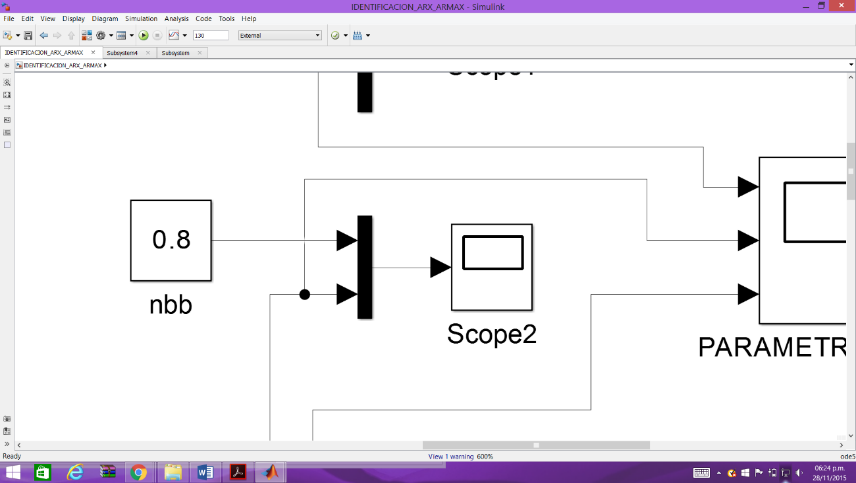 IDENTIFICACION_ARX_ARMAX - Simulink
File Edit View Display Diagram Simulation Analysis Code Tools Help
130 External
IDENTIFICACION_ARX_ARMAX Subsystem4 Subsystem
IDENTIFICACION_ARX_ARMAX
0.8
nbb
Scope2
PARAMETR
Ready View 1 warning 600% ode5
06:24 p.m.
28/11/2015